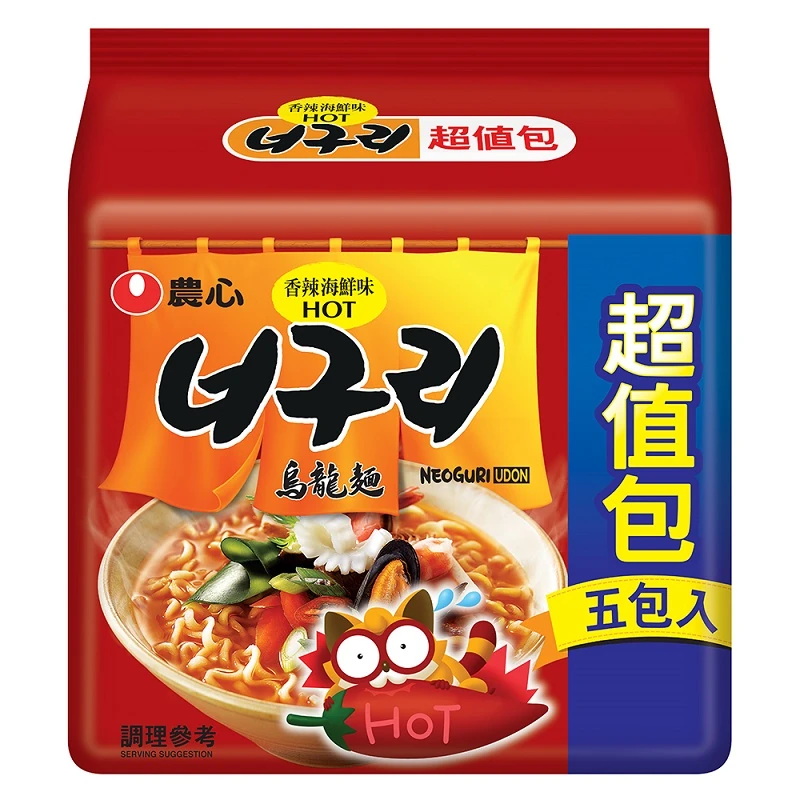 香辣海鮮味
HOT
너구리 超值包
農心
香辣海鮮味
HOT
너구리
烏龍麵
NEOGURI UDON
超值包
五包入
HOT
調理參考
SERVING SUGGESTION